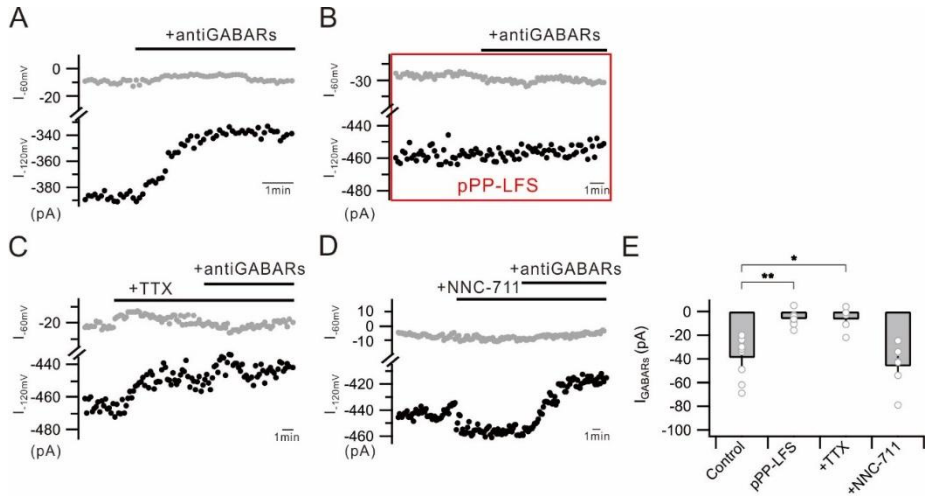 A
+antiGABARs
I-60mV
0
-20
I-120mV
-340
-360
-380
(pA)
1min
B
+antiGABARs
I-60mV
-30
I-120mV
-460
-480
pPP-LFS
1min
C
+antiGABARs
+TTX
I-60mV
-20
I-120mV
-440
-460
-480
(pA)
1min
D
+antiGABARs
+NNC-711
I-60mV
10
0
-10
I-120mV
-420
-440
-460
(pA)
1min
E
*
**
IGABARs (pA)
0
-20
-40
-60
-80
-100
Control
pPP-LFS
+TTX
+NNC-711